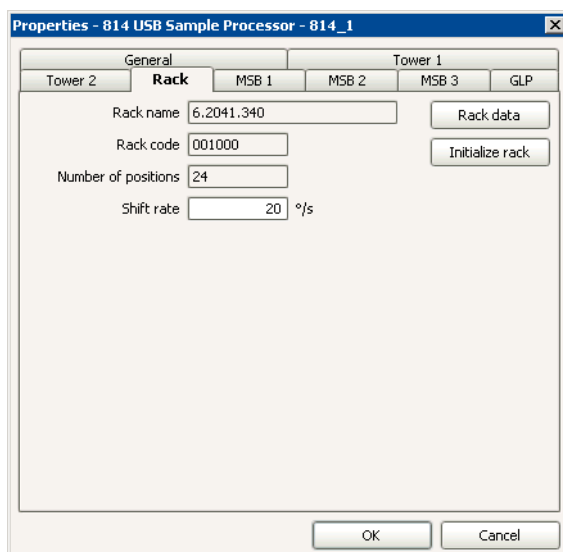 Properties - 814 USB Sample Processor - 814_1
General Tower 1
Tower 2 Rack MSB 1 MSB 2 MSB 3 GLP
Rack name 6.2041.340 Rack data
Rack code 001000 Initialize rack
Number of positions 24
Shift rate 20 °/s
OK Cancel